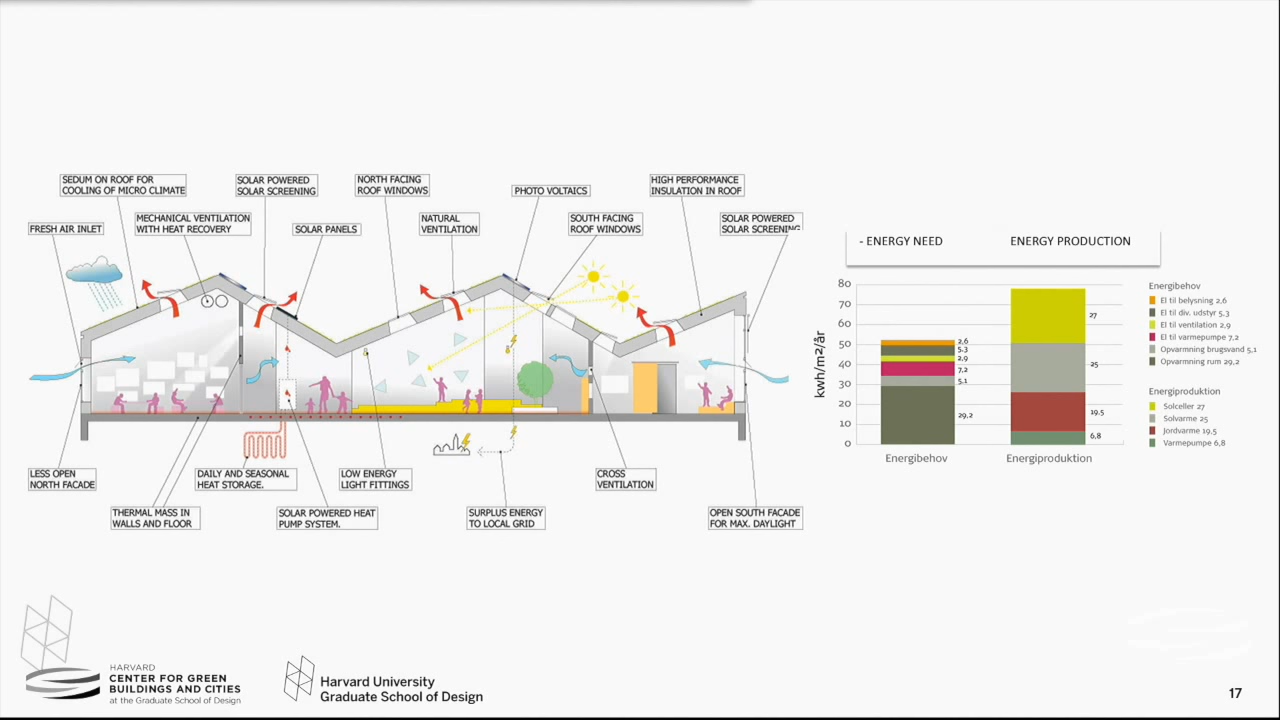 SEDUM ON ROOF FOR
COOLING OF MICRO CLIMATE
SOLAR POWERED
SOLAR SCREENING
NORTH FACING
ROOF WINDOWS
PHOTO VOLTAICS
HIGH PERFORMANCE
INSULATION IN ROOF
FRESH AIR INLET
MECHANICAL VENTILATION
WITH HEAT RECOVERY
SOLAR PANELS
NATURAL
VENTILATION
SOUTH FACING
ROOF WINDOWS
SOLAR POWERED
SOLAR SCREENING
LESS OPEN
NORTH FACADE
DAILY AND SEASONAL
HEAT STORAGE.
LOW ENERGY
LIGHT FITTINGS
CROSS
VENTILATION
THERMAL MASS IN
WALLS AND FLOOR
SOLAR POWERED HEAT
PUMP SYSTEM.
SURPLUS ENERGY
TO LOCAL GRID
OPEN SOUTH FACADE
FOR MAX. DAYLIGHT
- ENERGY NEED
ENERGY PRODUCTION
kwh/m2/år
80
70
60
50
40
30
20
10
0
2,6
5,3
2,9
7,2
5,1
29,2
27
25
19,5
6,8
Energibehov
Energiproduktion
Energibehov
El til belysning 2,6
El til div. udstyr 5,3
El til ventilation 2,9
El til varmepumpe 7,2
Opvarmning brugsvand 5,1
Opvarmning rum 29,2
Energiproduktion
Solceller 27
Solvarme 25
Jordvarme 19,5
Varmepumpe 6,8
HARVARD
CENTER FOR GREEN
BUILDINGS AND CITIES
at the Graduate School of Design
Harvard University
Graduate School of Design
17